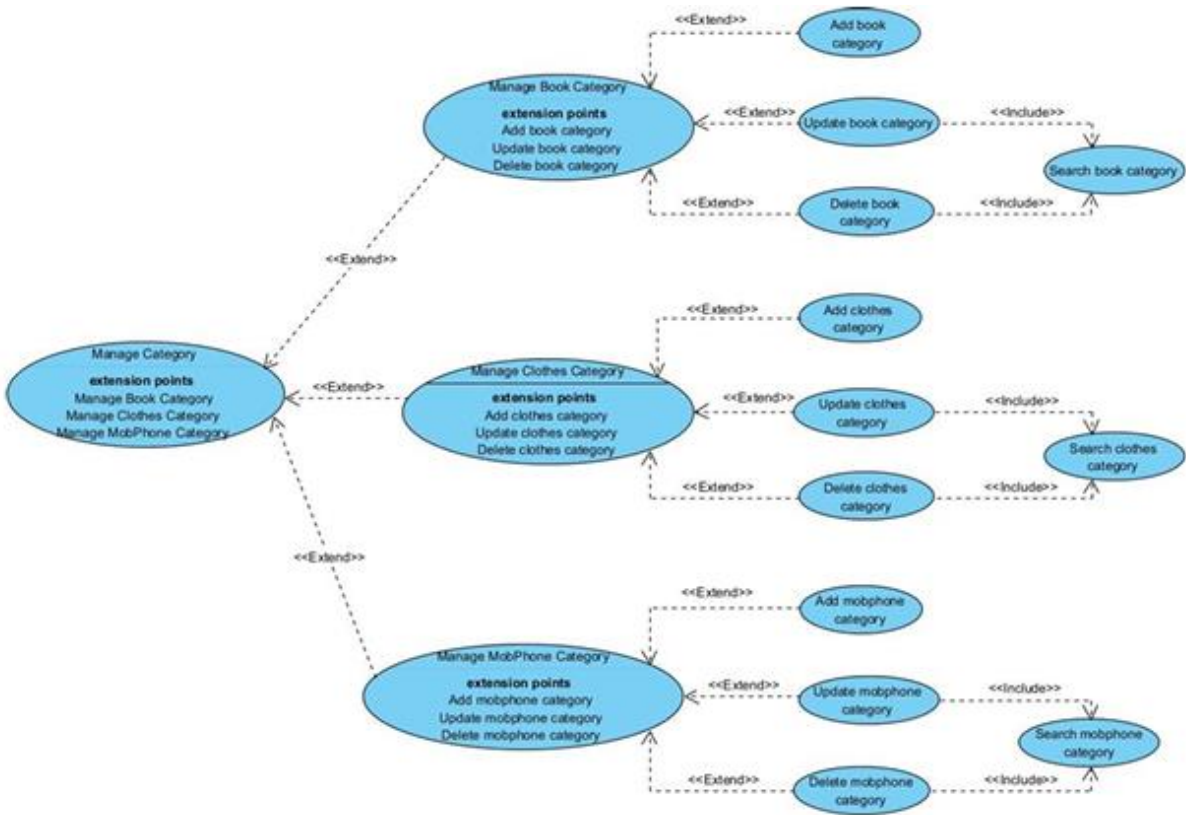 <<Extend>>
Add book
category
Manage Book Category
extension points
Add book category
Update book category
Delete book category
<<Extend>>
Update book category
<<Include>>
Search book category
<<Extend>>
Delete book
category
<<Include>>
<<Extend>>
Manage Category
extension points
Manage Book Category
Manage Clothes Category
Manage MobPhone Category
<<Extend>>
<<Extend>>
Add clothes
category
Manage Clothes Category
extension points
Add clothes category
Update clothes category
Delete clothes category
<<Extend>>
Update clothes
category
<<Include>>
Search clothes
category
<<Extend>>
Delete clothes
category
<<Include>>
<<Extend>>
<<Extend>>
Add mobphone
category
Manage MobPhone Category
extension points
Add mobphone category
Update mobphone category
Delete mobphone category
<<Extend>>
Update mobphone
category
<<Include>>
Search mobphone
category
<<Extend>>
Delete mobphone
category
<<Include>>